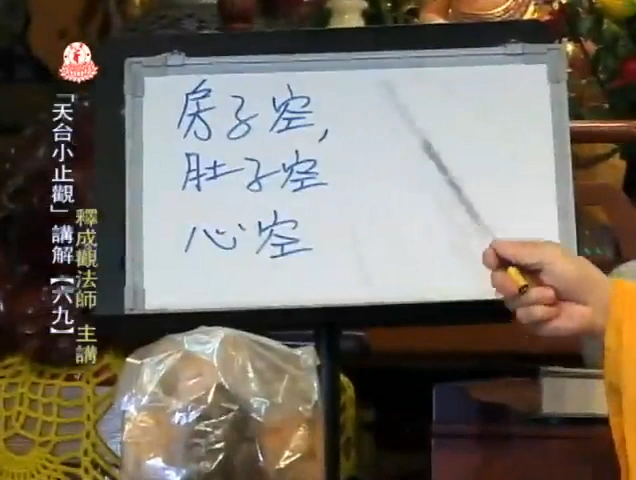 房子空,
肚子空
心空
「天台小止觀」講解【六九】
釋成觀法師 主講